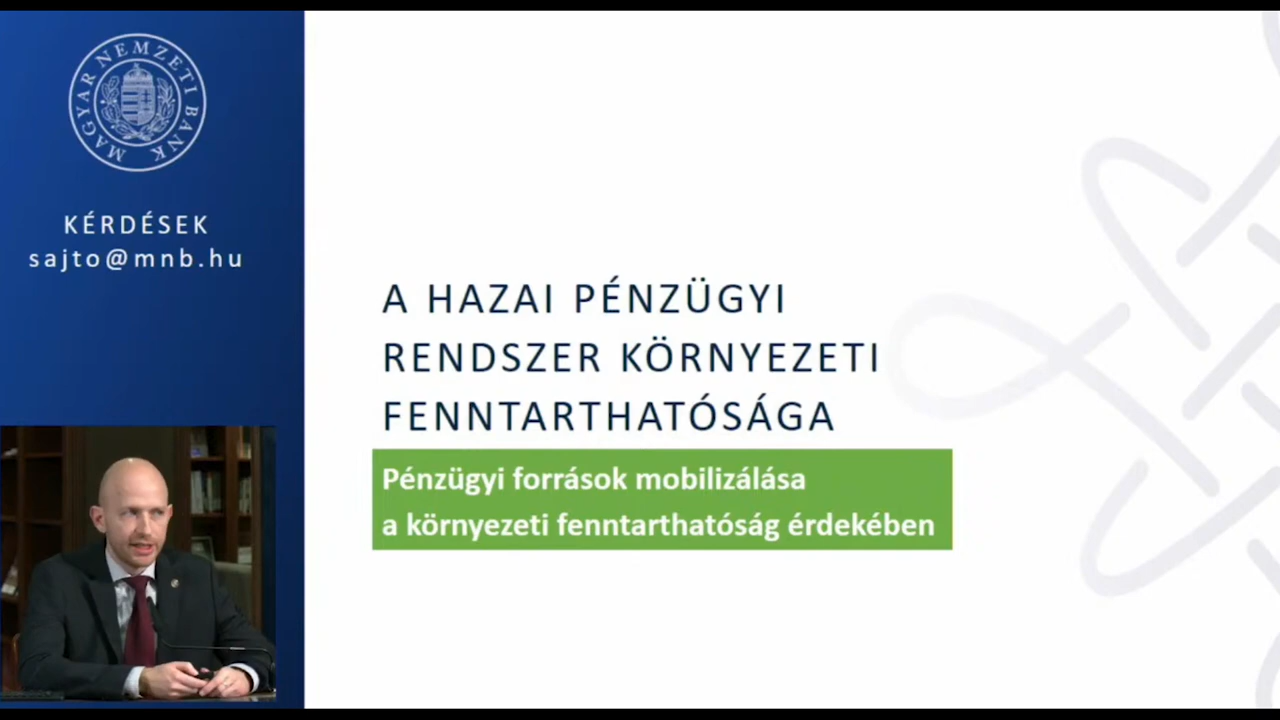 MAGYAR NEMZETI BANK
KÉRDÉSEK
sajto@mnb.hu
A HAZAI PÉNZÜGYI
RENDSZER KÖRNYEZETI
FENNTARTHATÓSÁGA
Pénzügyi források mobilizálása
a környezeti fenntarthatóság érdekében